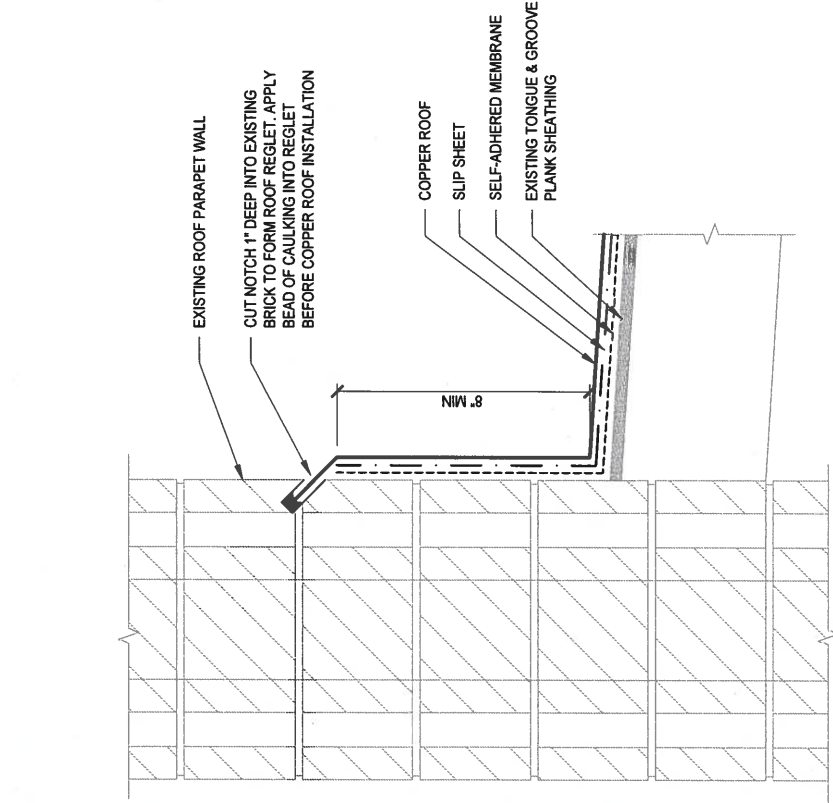 EXISTING ROOF PARAPET WALL
CUT NOTCH 1" DEEP INTO EXISTING
BRICK TO FORM ROOF REGLET. APPLY
BEAD OF CAULKING INTO REGLET
BEFORE COPPER ROOF INSTALLATION
COPPER ROOF
SLIP SHEET
SELF-ADHERED MEMBRANE
EXISTING TONGUE & GROOVE
PLANK SHEATHING
8" MIN